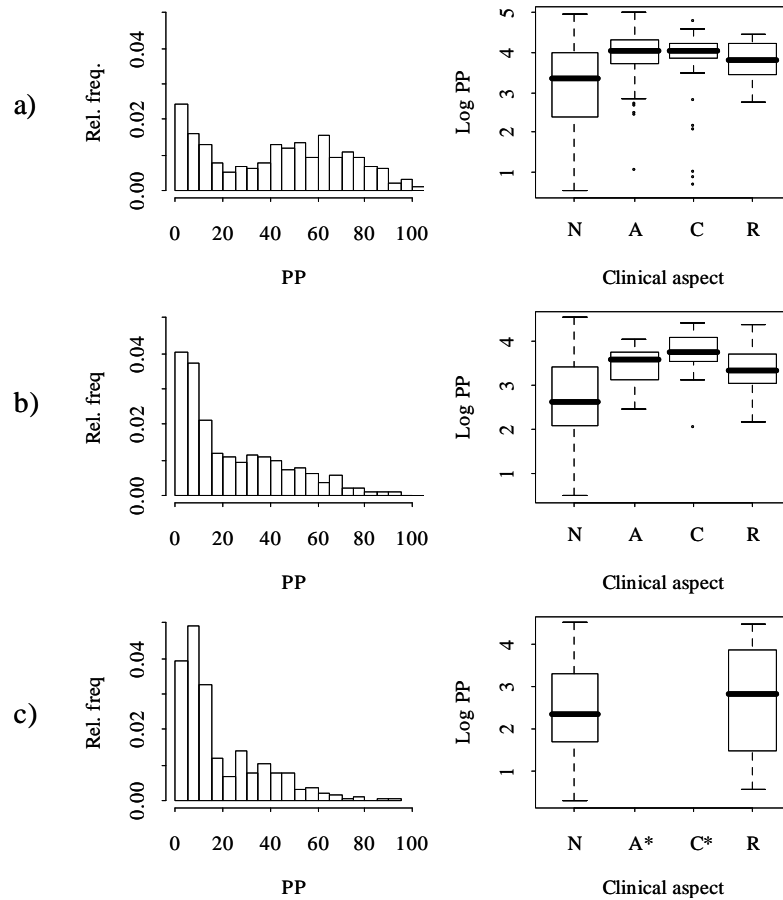 a)
Rel. freq.
0.00
0.02
0.04
0
20
40
60
80
100
PP
Log PP
1
2
3
4
5
N
A
C
R
Clinical aspect
b)
Rel. freq
0.00
0.02
0.04
0
20
40
60
80
100
PP
Log PP
1
2
3
4
N
A
C
R
Clinical aspect
c)
Rel. freq
0.00
0.02
0.04
0
20
40
60
80
100
PP
Log PP
1
2
3
4
N
A*
C*
R
Clinical aspect